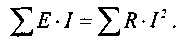 ∑ E · I = ∑ R · I² .